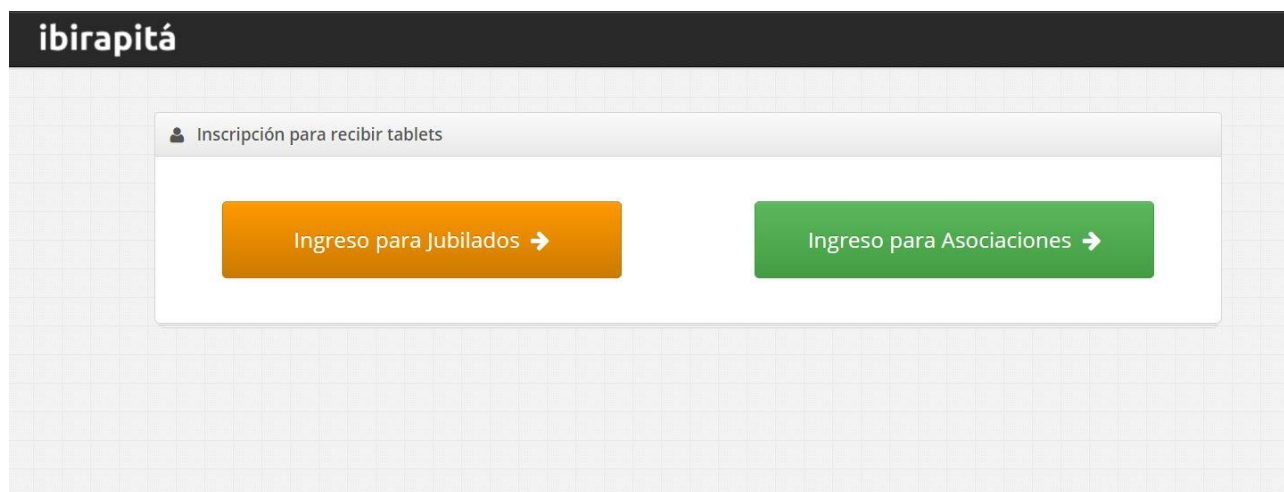 ibirapitá
Inscripción para recibir tablets
Ingreso para Jubilados
Ingreso para Asociaciones